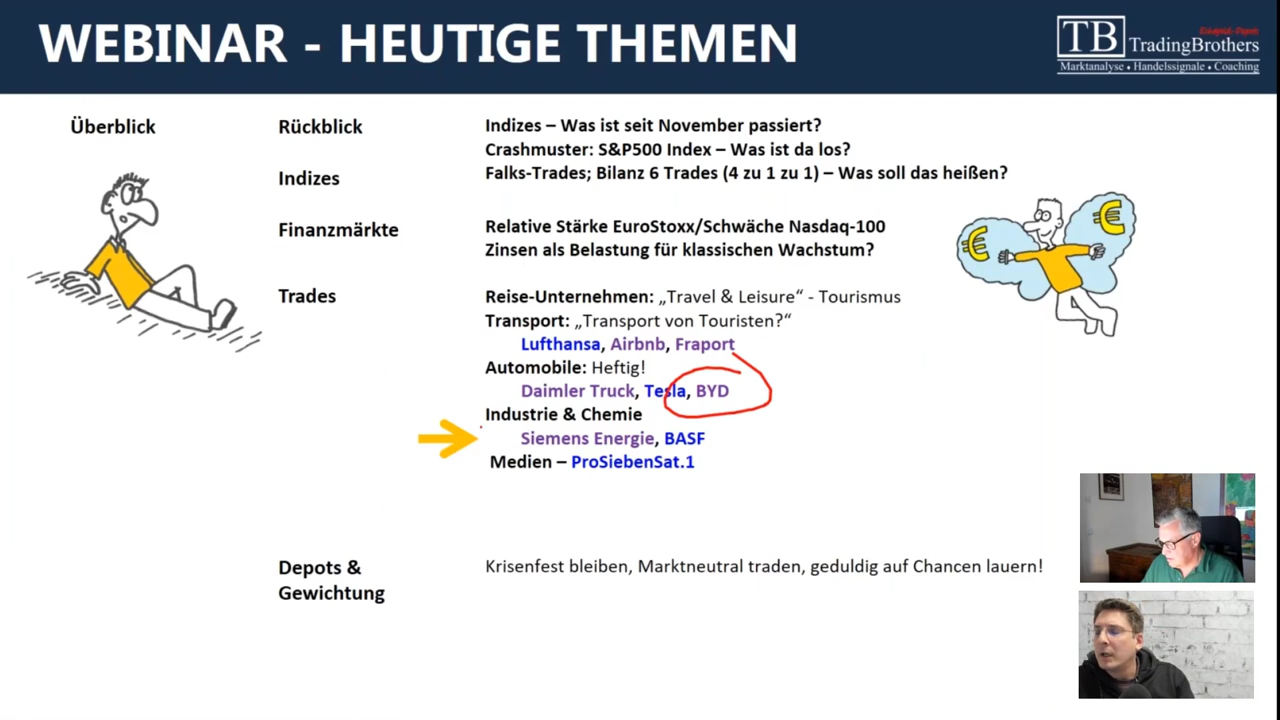 WEBINAR - HEUTIGE THEMEN
TB TradingBrothers
Marktanalyse • Handelssignale • Coaching
Überblick
Rückblick
Indizes – Was ist seit November passiert?
Crashmuster: S&P500 Index – Was ist da los?
Indizes
Falks-Trades; Bilanz 6 Trades (4 zu 1 zu 1) – Was soll das heißen?
Finanzmärkte
Relative Stärke EuroStoxx/Schwäche Nasdaq-100
Zinsen als Belastung für klassischen Wachstum?
€
€
Trades
Reise-Unternehmen: „Travel & Leisure“ - Tourismus
Transport: „Transport von Touristen?“
Lufthansa, Airbnb, Fraport
Automobile: Heftig!
Daimler Truck, Tesla, BYD
Industrie & Chemie
Siemens Energie, BASF
Medien – ProSiebenSat.1
Depots &
Gewichtung
Krisenfest bleiben, Marktneutral traden, geduldig auf Chancen lauern!